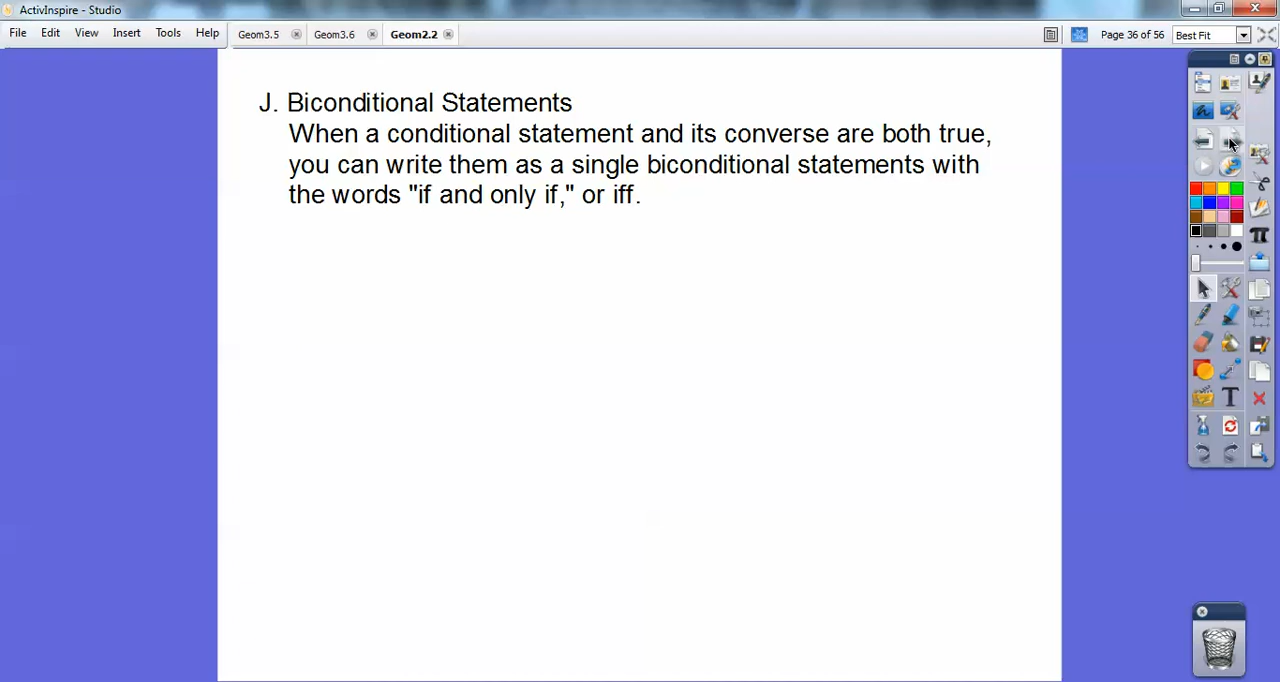 ActivInspire - Studio
File Edit View Insert Tools Help
Geom3.5 Geom3.6 Geom2.2
Page 36 of 56 Best Fit
J. Biconditional Statements
When a conditional statement and its converse are both true,
you can write them as a single biconditional statements with
the words "if and only if," or iff.